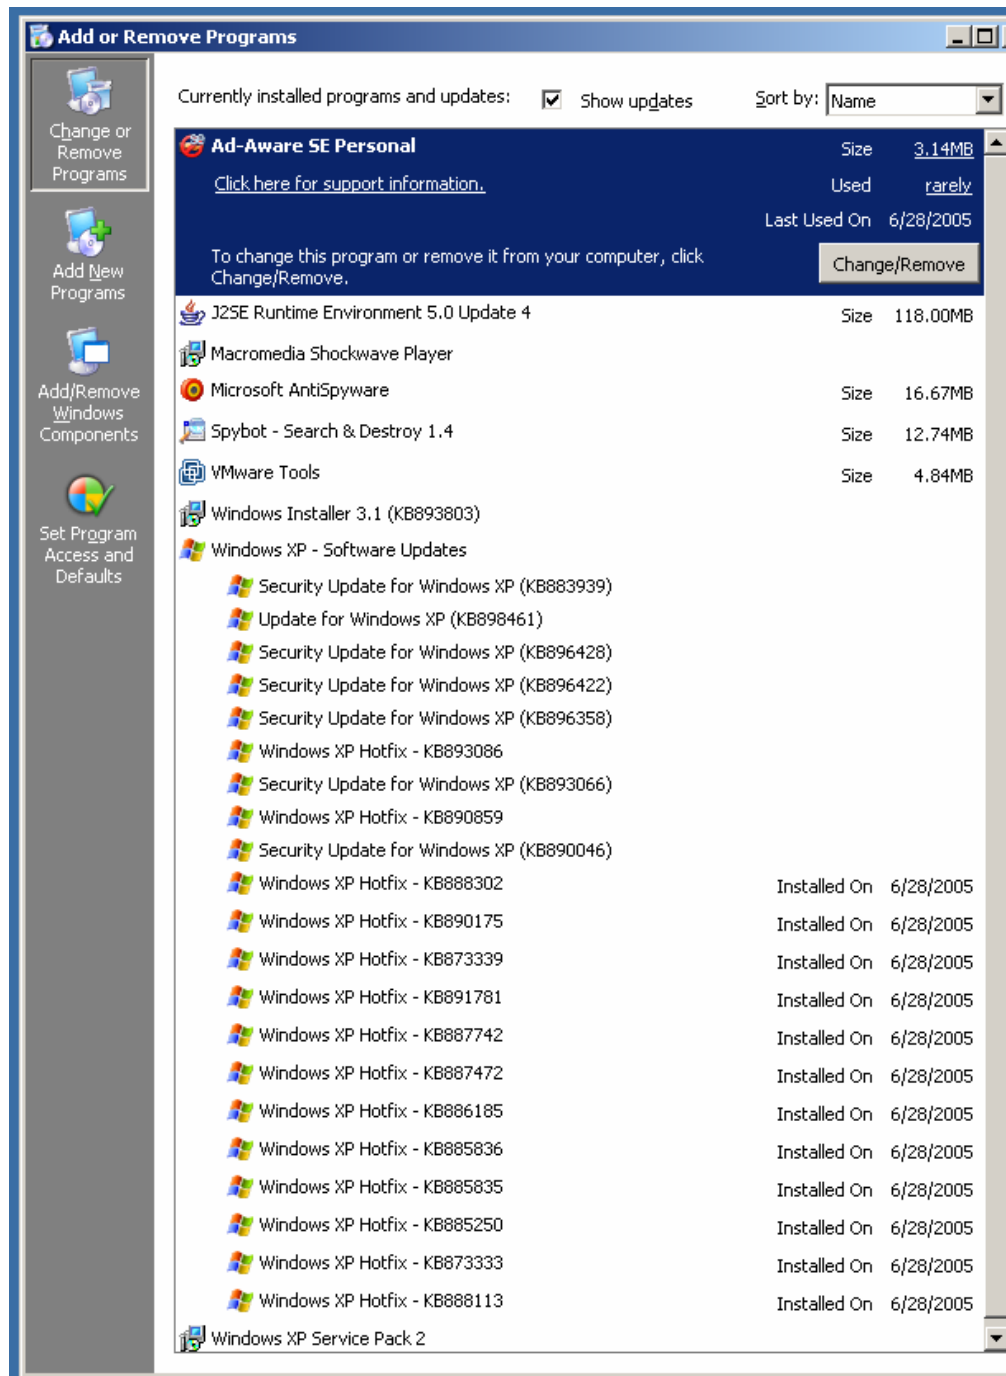 Add or Remove Programs
Change or
Remove
Programs
Add New
Programs
Add/Remove
Windows
Components
Set Program
Access and
Defaults
Currently installed programs and updates: Show updates Sort by: Name
Ad-Aware SE Personal Size 3.14MB
Click here for support information. Used rarely
Last Used On 6/28/2005
To change this program or remove it from your computer, click
Change/Remove.
Change/Remove
J2SE Runtime Environment 5.0 Update 4 Size 118.00MB
Macromedia Shockwave Player
Microsoft AntiSpyware Size 16.67MB
Spybot - Search & Destroy 1.4 Size 12.74MB
VMware Tools Size 4.84MB
Windows Installer 3.1 (KB893803)
Windows XP - Software Updates
Security Update for Windows XP (KB883939)
Update for Windows XP (KB898461)
Security Update for Windows XP (KB896428)
Security Update for Windows XP (KB896422)
Security Update for Windows XP (KB896358)
Windows XP Hotfix - KB893086
Security Update for Windows XP (KB893066)
Windows XP Hotfix - KB890859
Security Update for Windows XP (KB890046)
Windows XP Hotfix - KB888302 Installed On 6/28/2005
Windows XP Hotfix - KB890175 Installed On 6/28/2005
Windows XP Hotfix - KB873339 Installed On 6/28/2005
Windows XP Hotfix - KB891781 Installed On 6/28/2005
Windows XP Hotfix - KB887742 Installed On 6/28/2005
Windows XP Hotfix - KB887472 Installed On 6/28/2005
Windows XP Hotfix - KB886185 Installed On 6/28/2005
Windows XP Hotfix - KB885836 Installed On 6/28/2005
Windows XP Hotfix - KB885835 Installed On 6/28/2005
Windows XP Hotfix - KB885250 Installed On 6/28/2005
Windows XP Hotfix - KB873333 Installed On 6/28/2005
Windows XP Hotfix - KB888113 Installed On 6/28/2005
Windows XP Service Pack 2